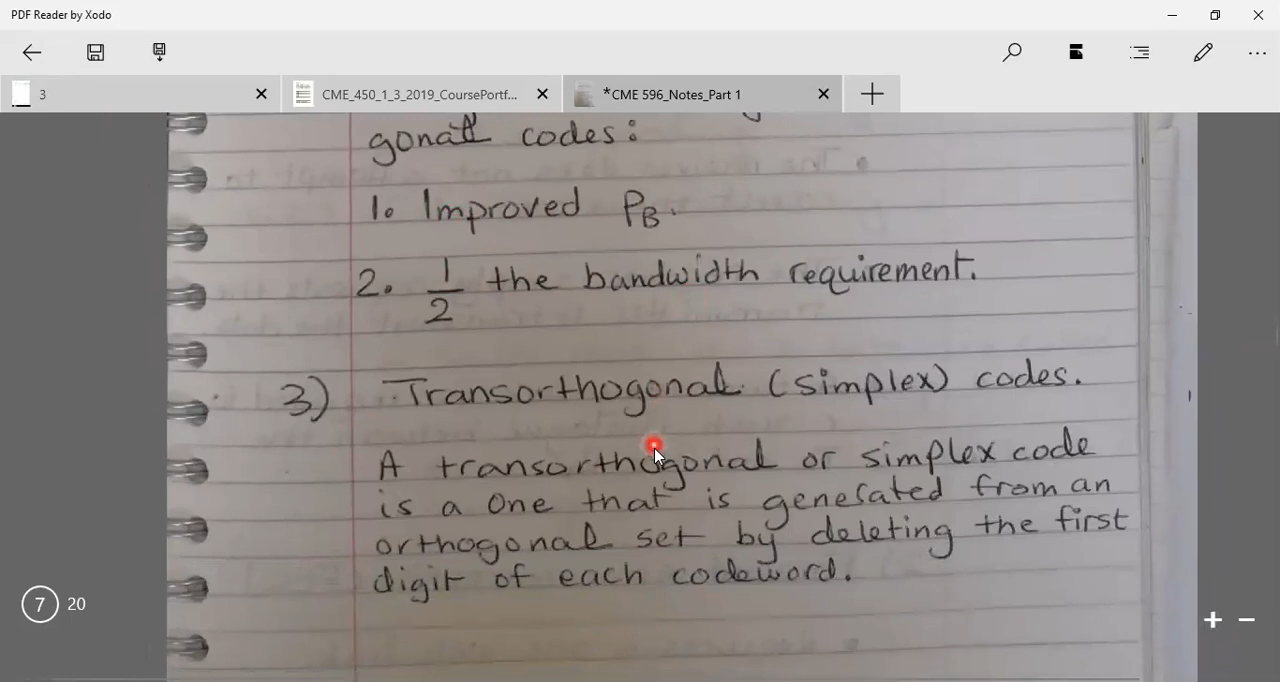 PDF Reader by Xodo
3
CME_450_1_3_2019_CoursePortf...
*CME 596_Notes_Part 1
gonal codes:
1. Improved PB.
2. 1/2 the bandwidth requirement.
3) Transorthogonal (simplex) codes.
A transorthogonal or simplex code
is a one that is generated from an
orthogonal set by deleting the first
digit of each codeword.
7 20